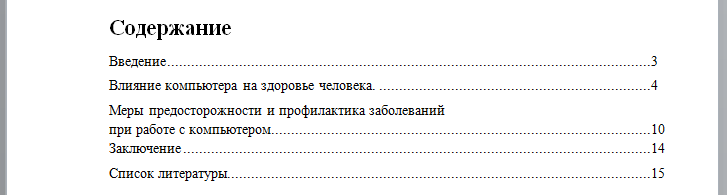 Содержание
Введение.......................................................................................................................................3
Влияние компьютера на здоровье человека. ............................................................................4
Меры предосторожности и профилактика заболеваний
при работе с компьютером.........................................................................................................10
Заключение..................................................................................................................................14
Список литературы.....................................................................................................................15